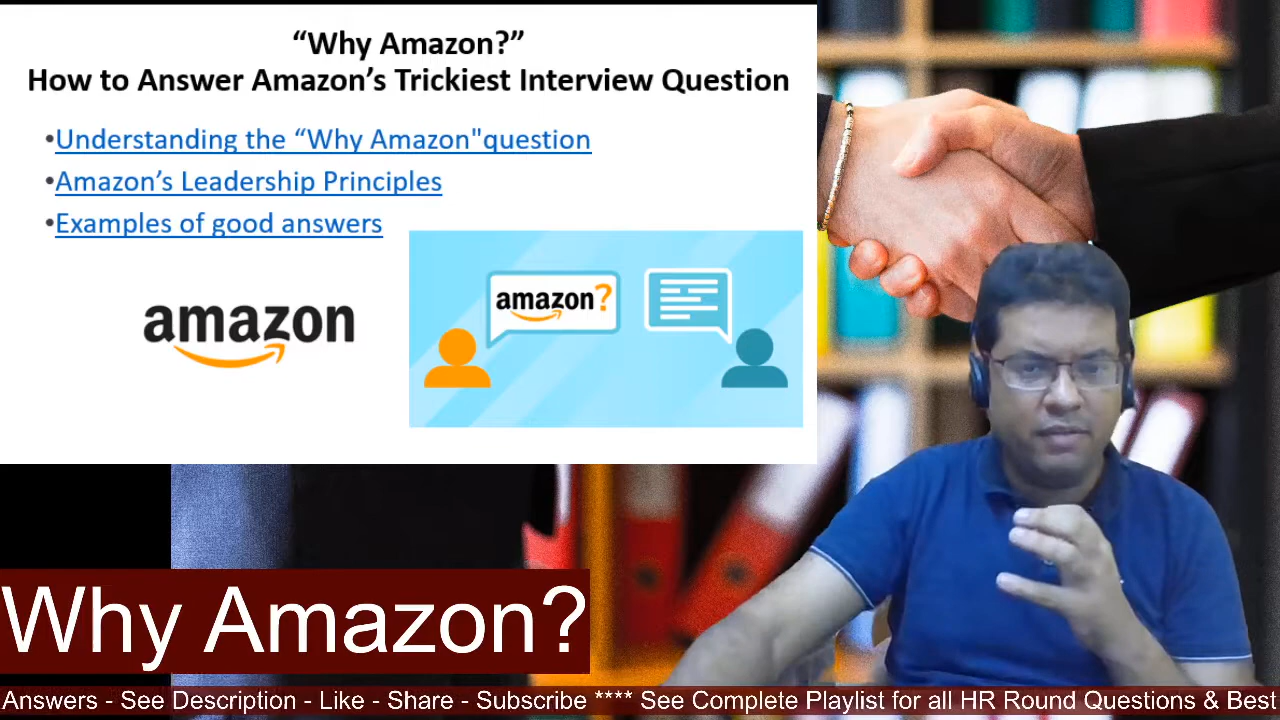 “Why Amazon?”
How to Answer Amazon’s Trickiest Interview Question
•Understanding the “Why Amazon"question
•Amazon’s Leadership Principles
•Examples of good answers
amazon
amazon?
Why Amazon?
Answers - See Description - Like - Share - Subscribe **** See Complete Playlist for all HR Round Questions & Best